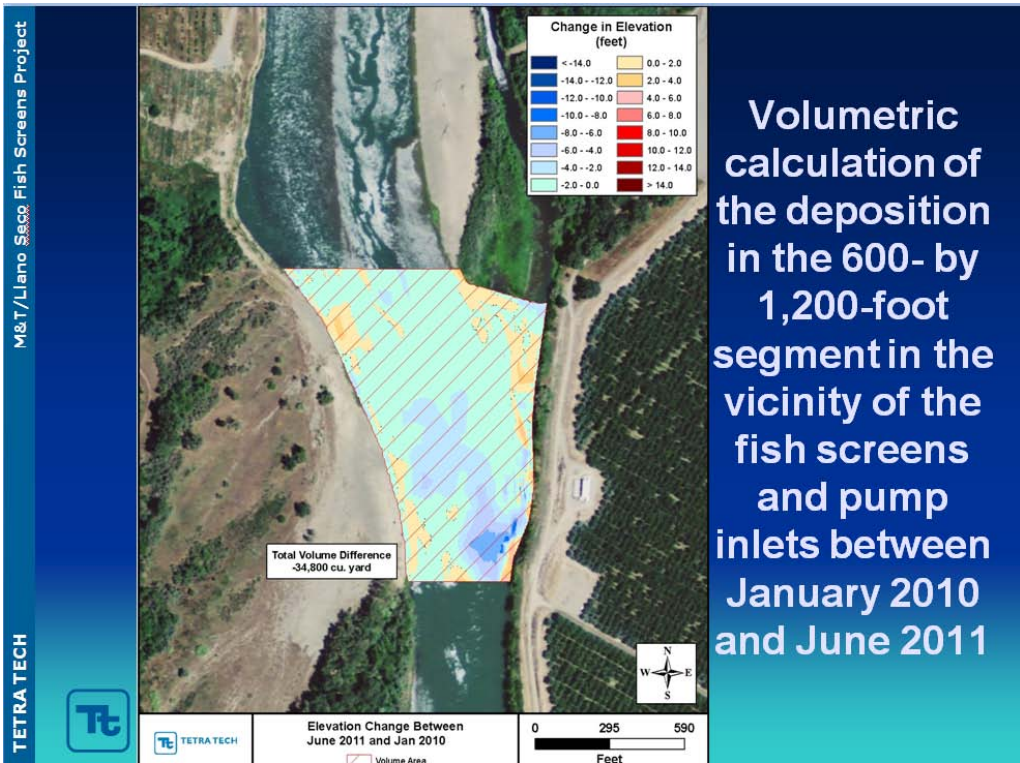 M&T/Llano Seco Fish Screens Project
TETRA TECH
Tt
Change in Elevation
(feet)
< -14.0
-14.0 - -12.0
-12.0 - -10.0
-10.0 - -8.0
-8.0 - -6.0
-6.0 - -4.0
-4.0 - -2.0
-2.0 - 0.0
0.0 - 2.0
2.0 - 4.0
4.0 - 6.0
6.0 - 8.0
8.0 - 10.0
10.0 - 12.0
12.0 - 14.0
> 14.0
Total Volume Difference
-34,800 cu. yard
N
W E
S
Tt TETRA TECH
Elevation Change Between
June 2011 and Jan 2010
Volume Area
0 295 590
Feet
Volumetric
calculation of
the deposition
in the 600- by
1,200-foot
segment in the
vicinity of the
fish screens
and pump
inlets between
January 2010
and June 2011